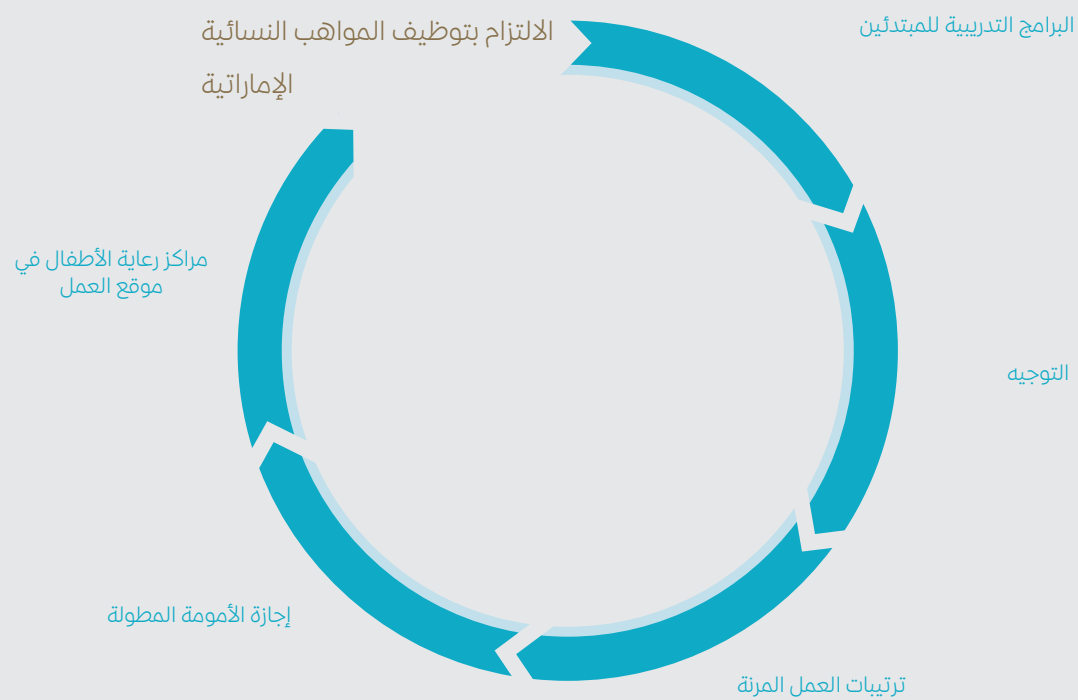 الالتزام بتوظيف المواهب النسائية
الإماراتية
البرامج التدريبية للمبتدئين
التوجيه
ترتيبات العمل المرنة
إجازة الأمومة المطولة
مراكز رعاية الأطفال في
موقع العمل